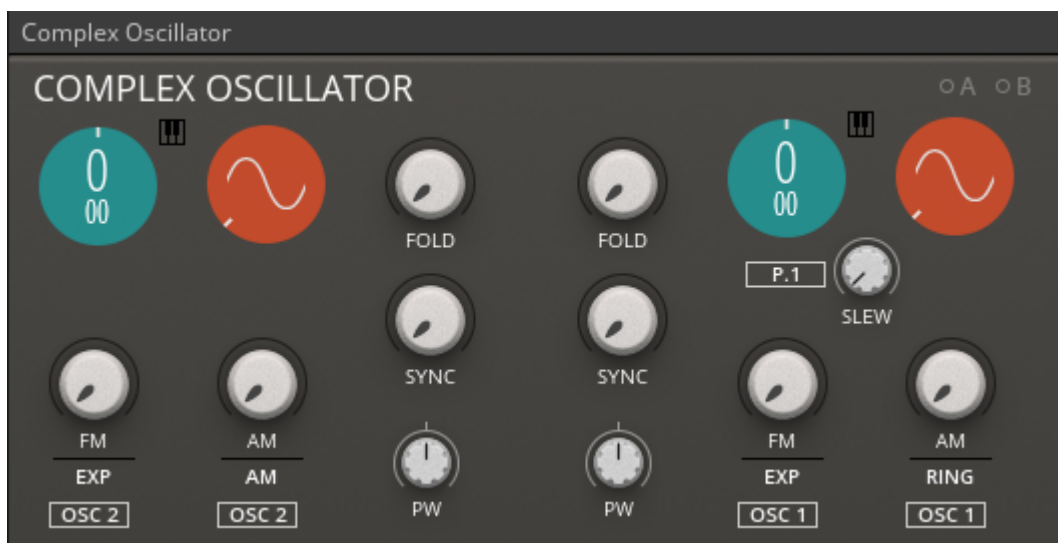 Complex Oscillator
COMPLEX OSCILLATOR
A B
0
00
FOLD
FOLD
0
00
P.1
SLEW
SYNC
SYNC
FM
AM
PW
PW
FM
AM
EXP
AM
EXP
RING
OSC 2
OSC 2
OSC 1
OSC 1